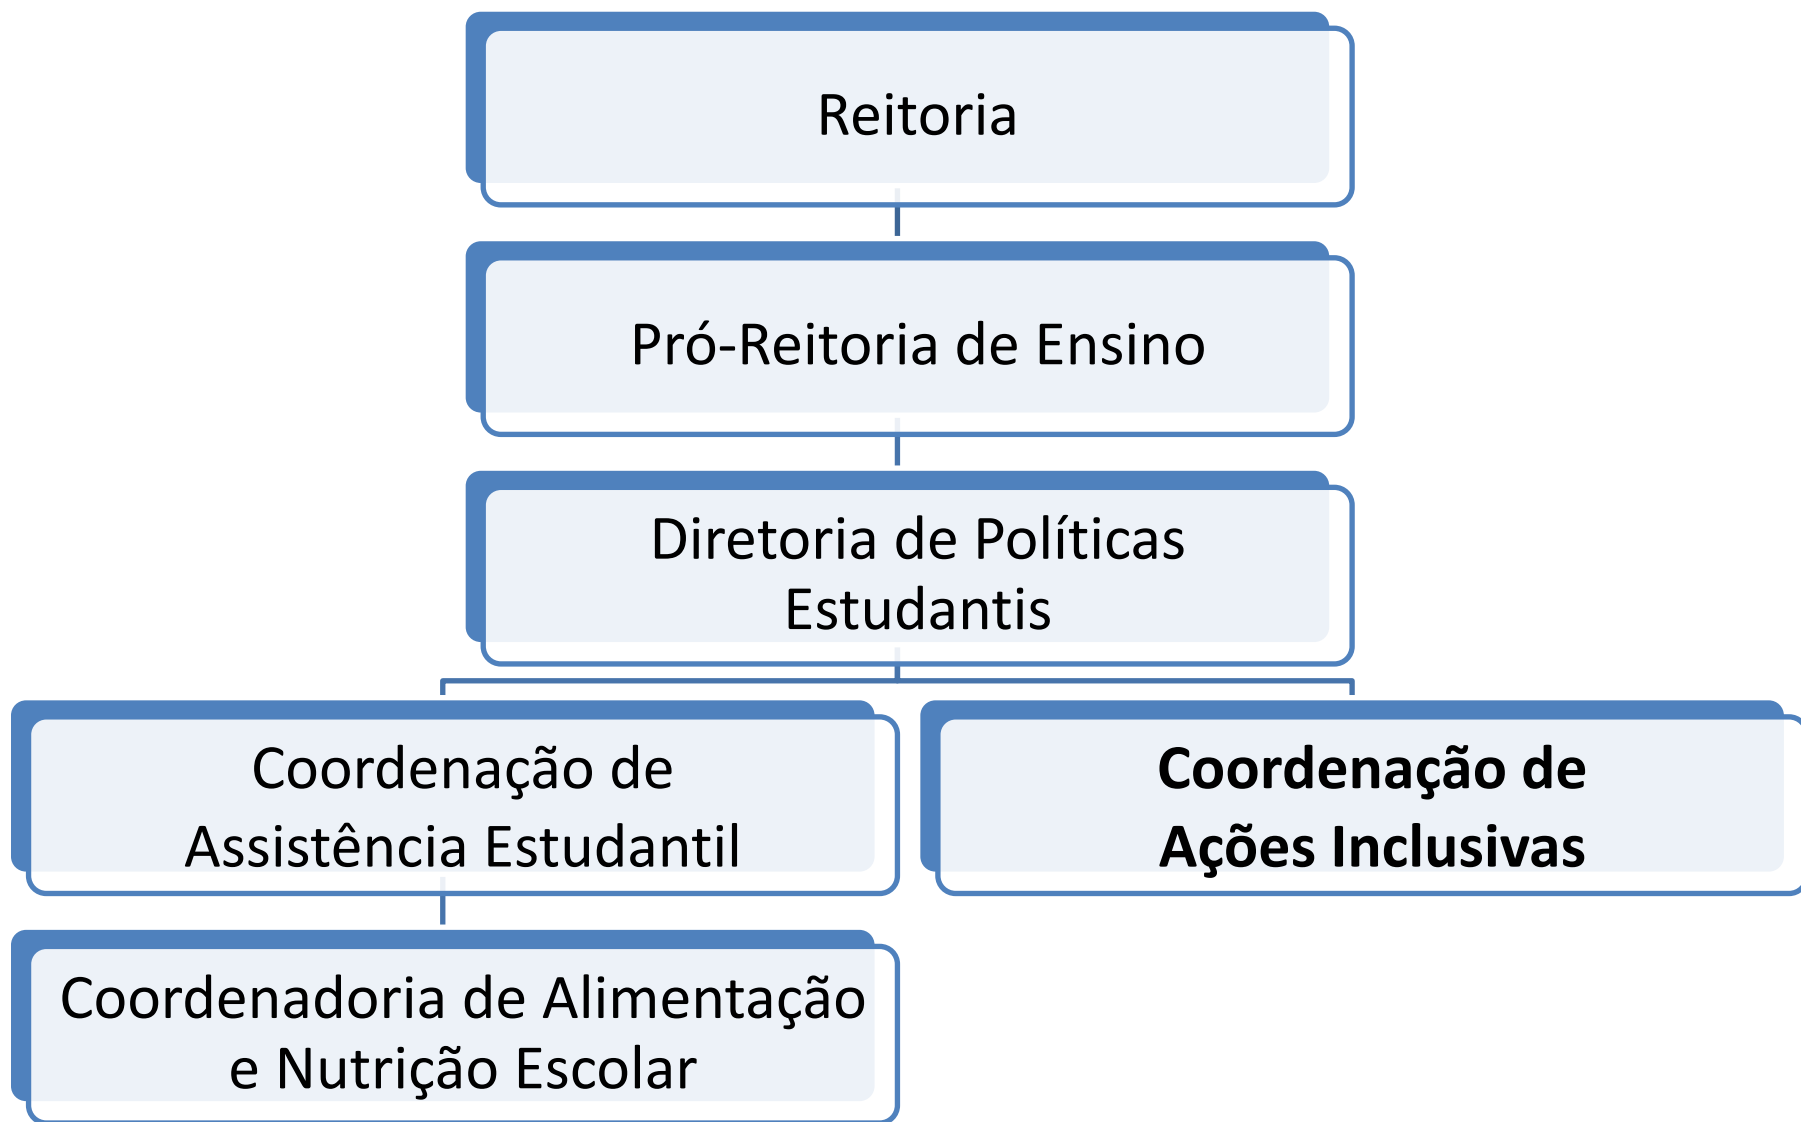 Reitoria
Pró-Reitoria de Ensino
Diretoria de Políticas
Estudantis
Coordenação de
Assistência Estudantil
Coordenação de
Ações Inclusivas
Coordenadoria de Alimentação
e Nutrição Escolar